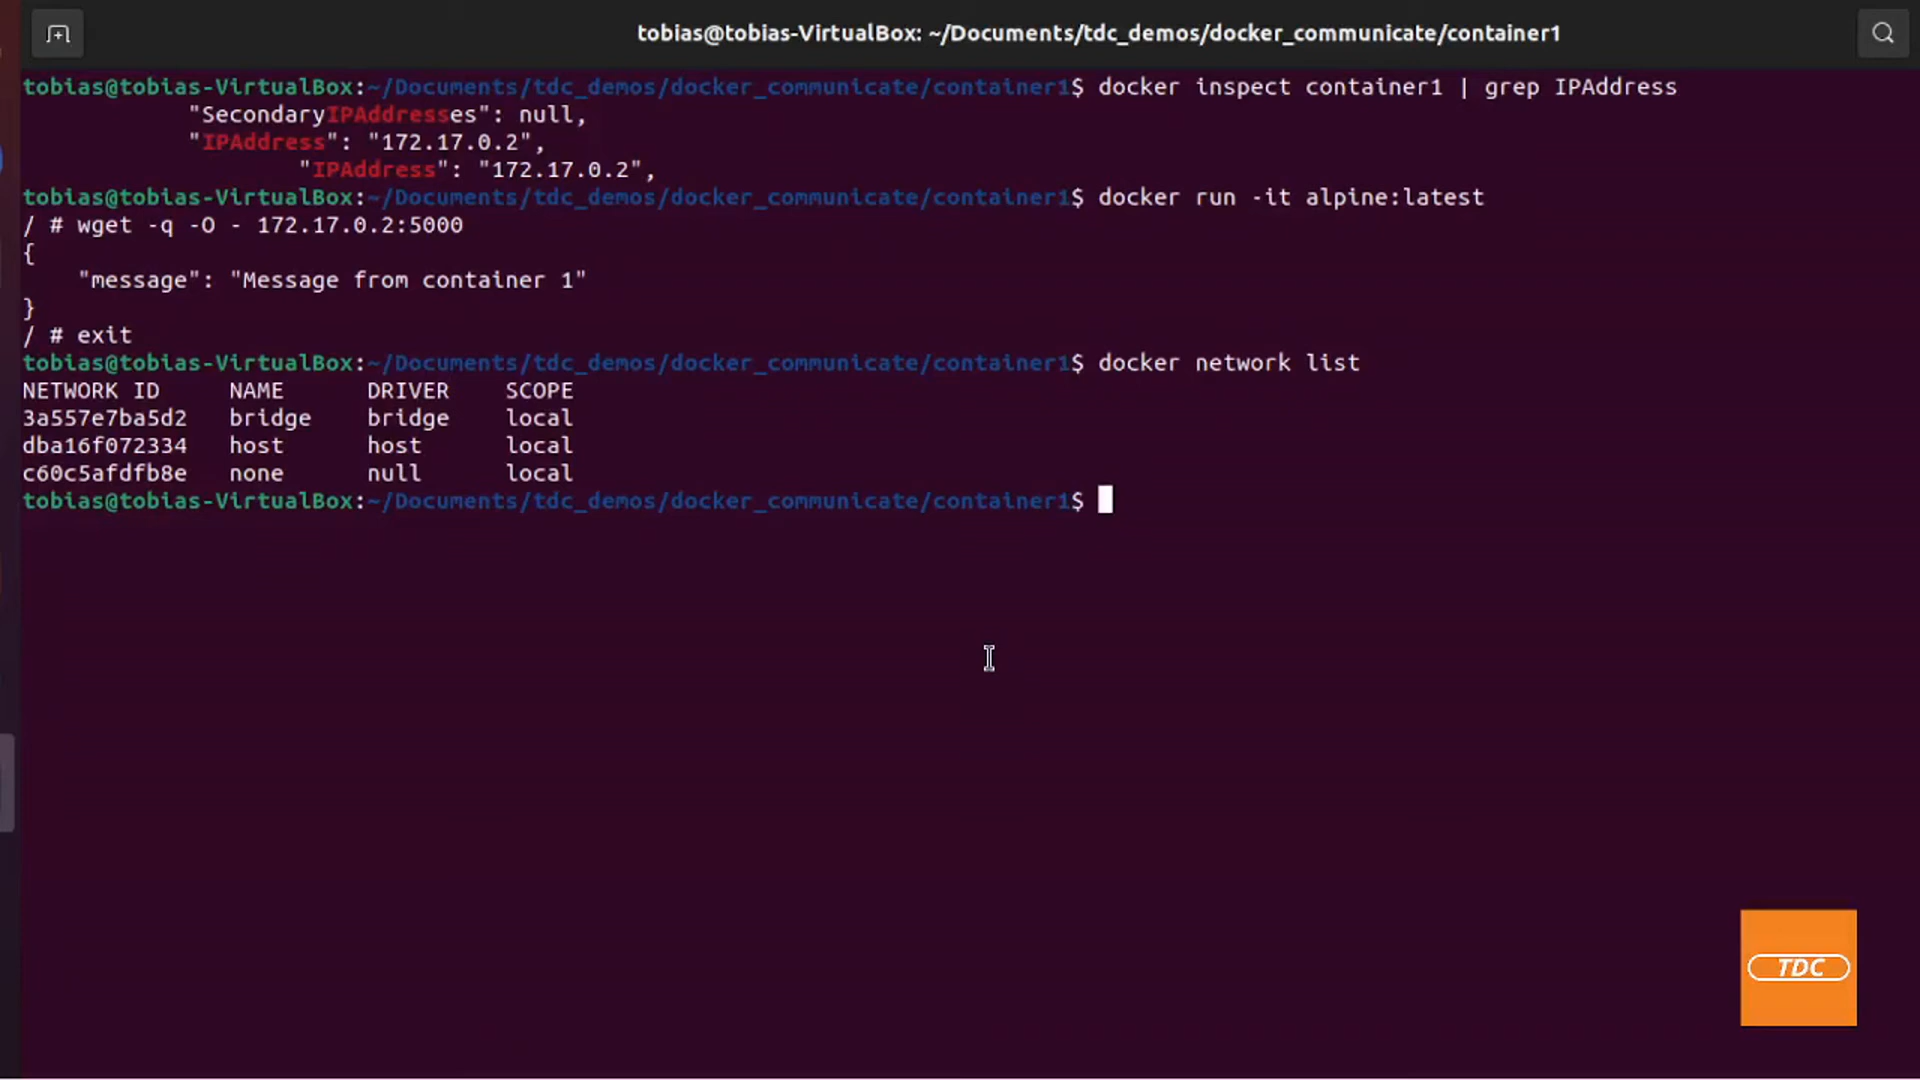 tobias@tobias-VirtualBox: ~/Documents/tdc_demos/docker_communicate/container1
tobias@tobias-VirtualBox:~/Documents/tdc_demos/docker_communicate/container1$ docker inspect container1 | grep IPAddress
            "SecondaryIPAddresses": null,
            "IPAddress": "172.17.0.2",
                    "IPAddress": "172.17.0.2",
tobias@tobias-VirtualBox:~/Documents/tdc_demos/docker_communicate/container1$ docker run -it alpine:latest
/ # wget -q -O - 172.17.0.2:5000
{
    "message": "Message from container 1"
}
/ # exit
tobias@tobias-VirtualBox:~/Documents/tdc_demos/docker_communicate/container1$ docker network list
NETWORK ID     NAME      DRIVER    SCOPE
3a557e7ba5d2   bridge    bridge    local
dba16f072334   host      host      local
c60c5afdfb8e   none      null      local
tobias@tobias-VirtualBox:~/Documents/tdc_demos/docker_communicate/container1$
TDC